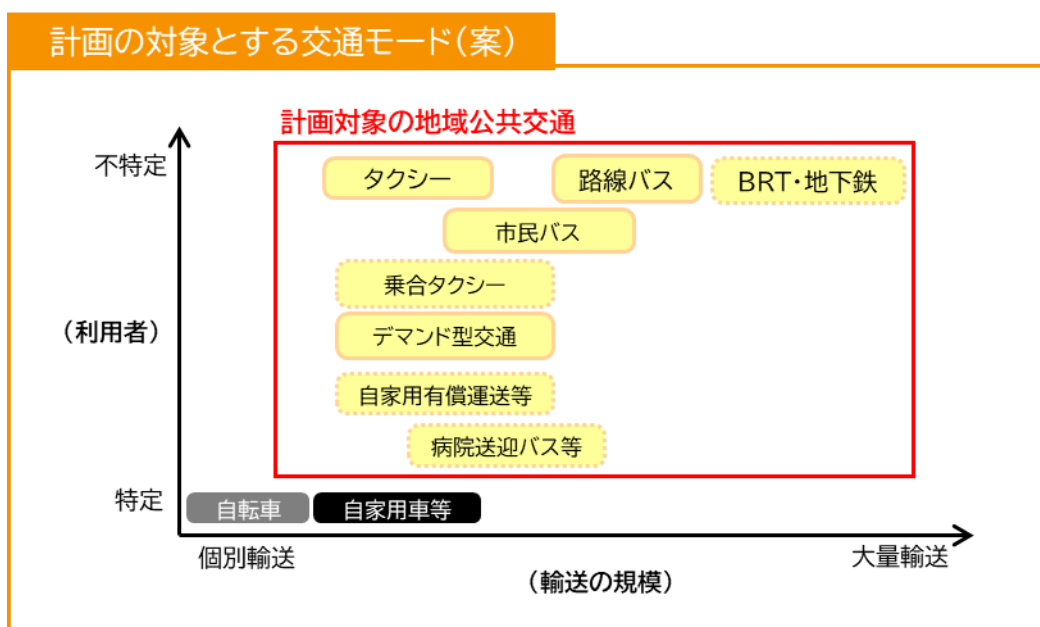 計画の対象とする交通モード(案)
計画対象の地域公共交通
不特定
タクシー
路線バス
BRT・地下鉄
市民バス
乗合タクシー
(利用者)
デマンド型交通
自家用有償運送等
病院送迎バス等
特定
自転車
自家用車等
個別輸送
大量輸送
(輸送の規模)